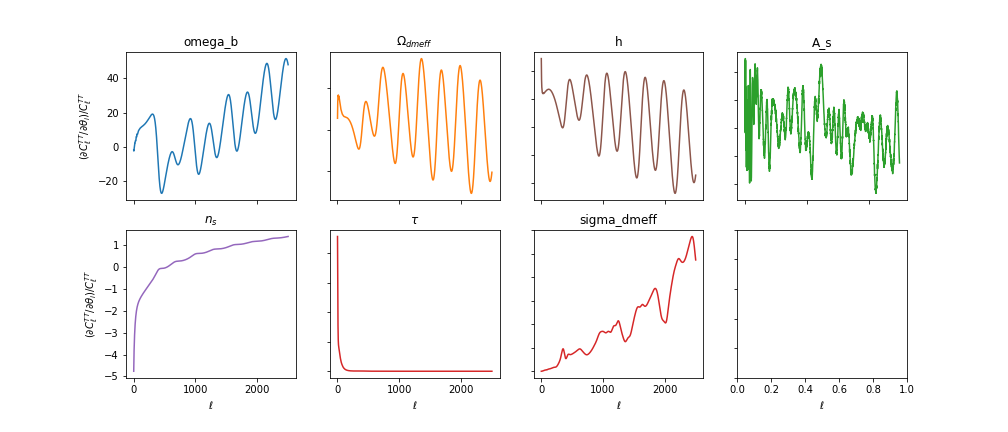 omega_b
Ω_{dmeff}
h
A_s
(∂C_ℓ^{TT}/∂θ_i)/C_ℓ^{TT}
40
20
0
−20
n_s
τ
sigma_dmeff
(∂C_ℓ^{TT}/∂θ_i)/C_ℓ^{TT}
1
0
−1
−2
−3
−4
−5
0 1000 2000
0 1000 2000
0 1000 2000
0.0 0.2 0.4 0.6 0.8 1.0
ℓ
ℓ
ℓ
ℓ